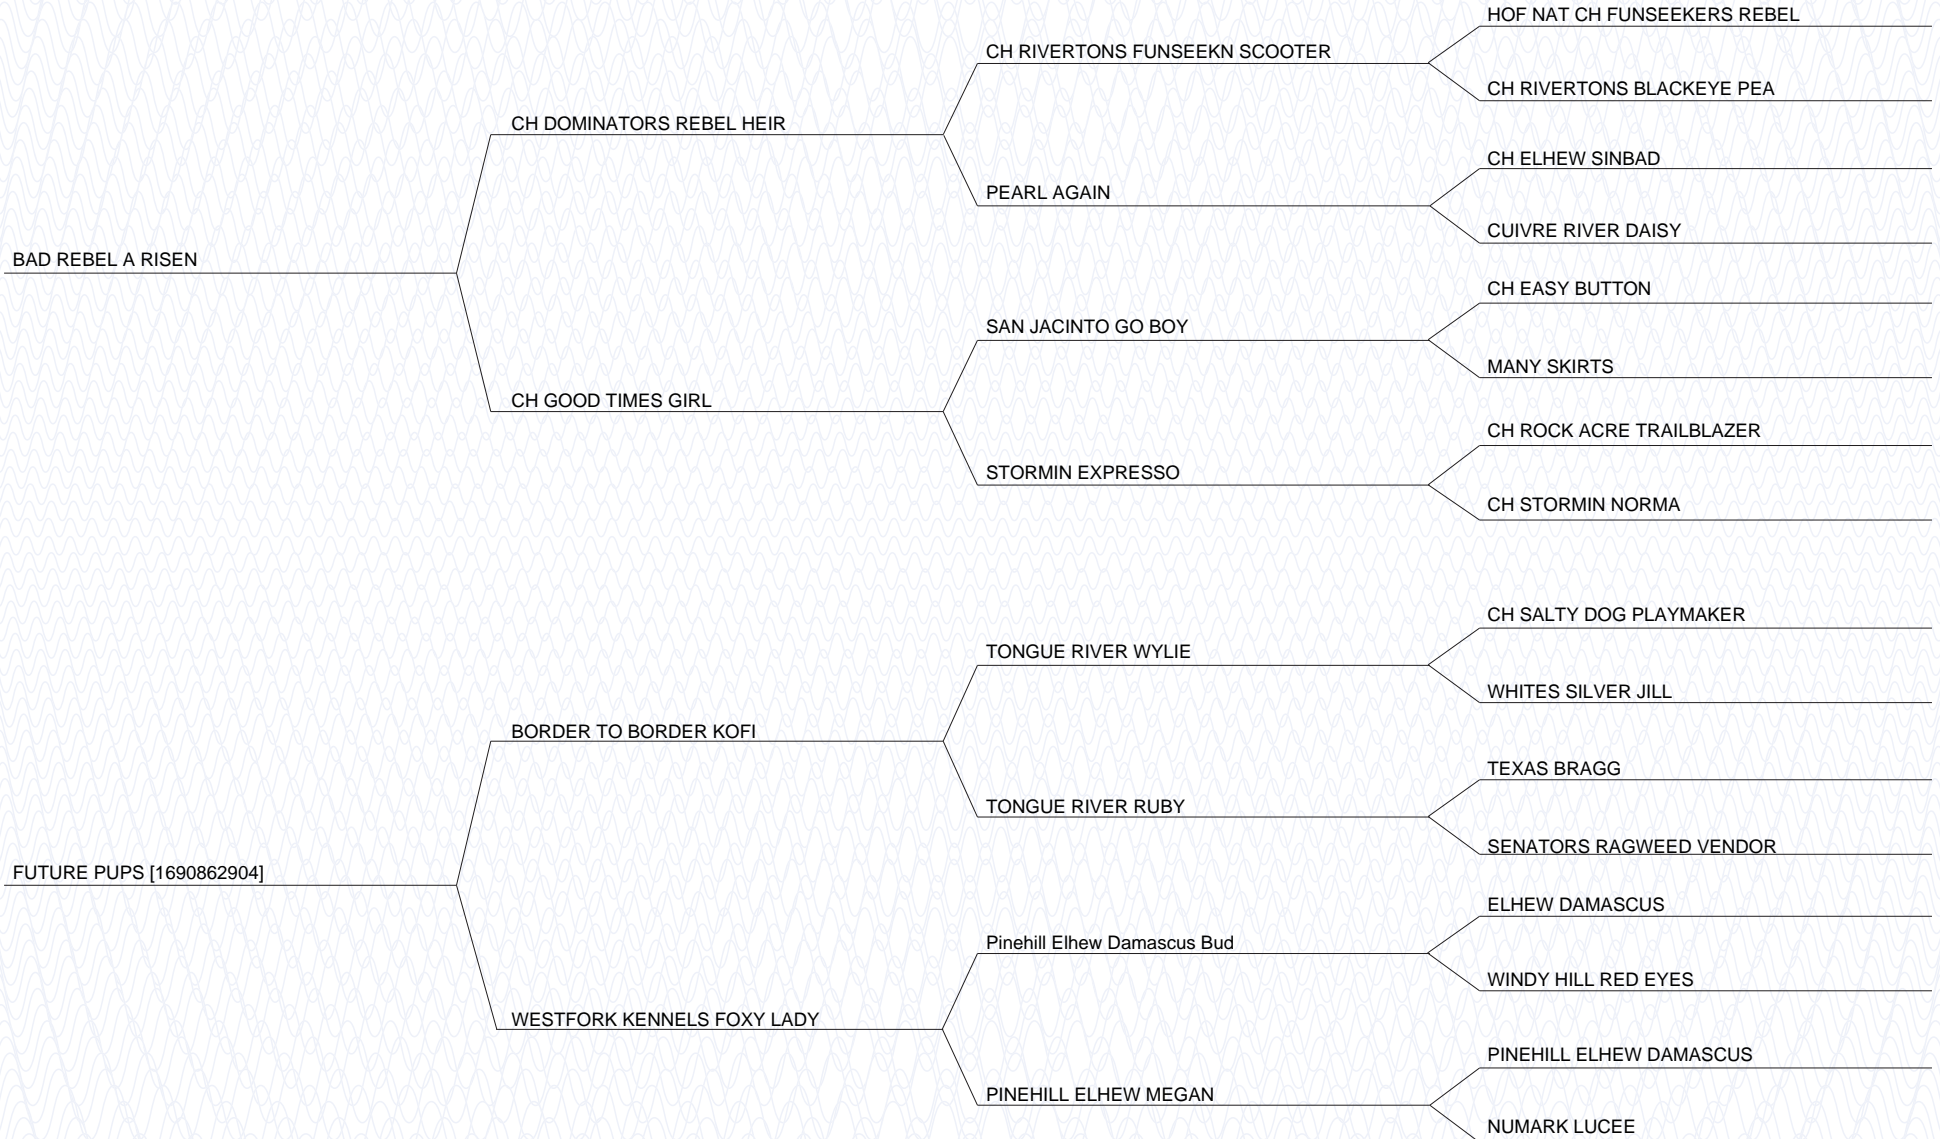 HOF NAT CH FUNSEEKERS REBEL
CH RIVERTONS FUNSEEKN SCOOTER
CH RIVERTONS BLACKEYE PEA
CH DOMINATORS REBEL HEIR
CH ELHEW SINBAD
PEARL AGAIN
CUIVRE RIVER DAISY
BAD REBEL A RISEN
CH EASY BUTTON
SAN JACINTO GO BOY
MANY SKIRTS
CH GOOD TIMES GIRL
CH ROCK ACRE TRAILBLAZER
STORMIN EXPRESSO
CH STORMIN NORMA
CH SALTY DOG PLAYMAKER
TONGUE RIVER WYLIE
WHITES SILVER JILL
BORDER TO BORDER KOFI
TEXAS BRAGG
TONGUE RIVER RUBY
SENATORS RAGWEED VENDOR
FUTURE PUPS [1690862904]
ELHEW DAMASCUS
Pinehill Elhew Damascus Bud
WINDY HILL RED EYES
WESTFORK KENNELS FOXY LADY
PINEHILL ELHEW DAMASCUS
PINEHILL ELHEW MEGAN
NUMARK LUCEE